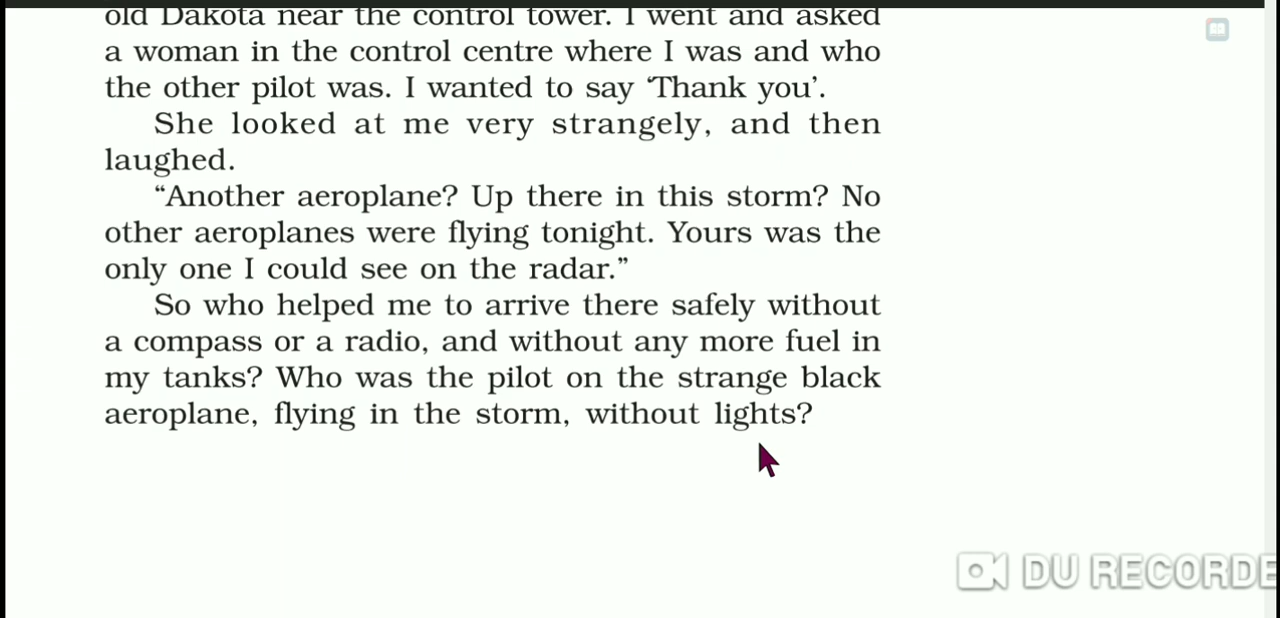 old Dakota near the control tower. I went and asked
a woman in the control centre where I was and who
the other pilot was. I wanted to say ‘Thank you’.
She looked at me very strangely, and then
laughed.
“Another aeroplane? Up there in this storm? No
other aeroplanes were flying tonight. Yours was the
only one I could see on the radar.”
So who helped me to arrive there safely without
a compass or a radio, and without any more fuel in
my tanks? Who was the pilot on the strange black
aeroplane, flying in the storm, without lights?
DU RECORDE